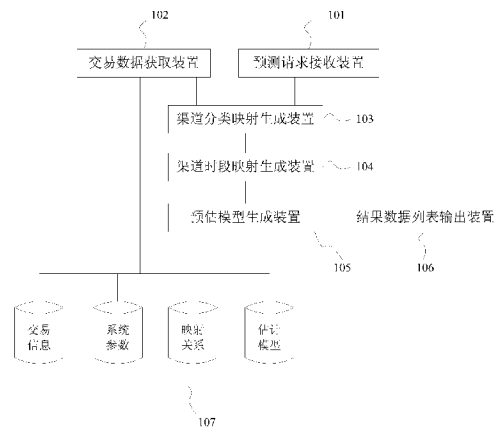 102
101
交易数据获取装置
预测请求接收装置
渠道分类映射生成装置
103
渠道时段映射生成装置
104
预估模型生成装置
结果数据列表输出装置
105
106
交易
信息
系统
参数
映射
关系
估计
模型
107